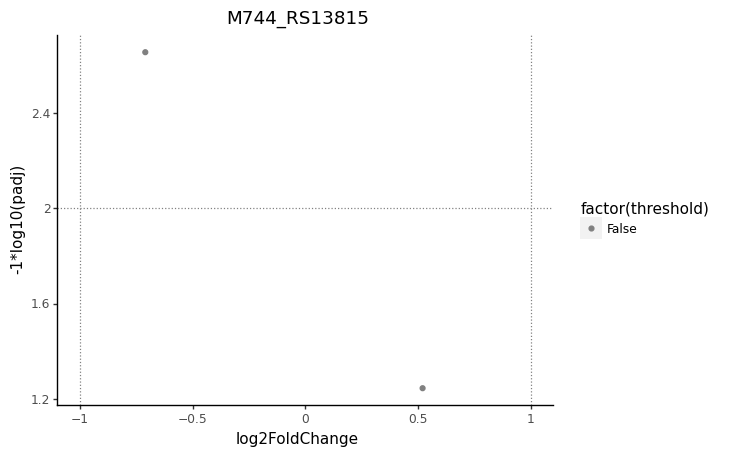 M744_RS13815
-1*log10(padj)
2.4
2
1.6
1.2
−1
−0.5
0
0.5
1
log2FoldChange
factor(threshold)
False